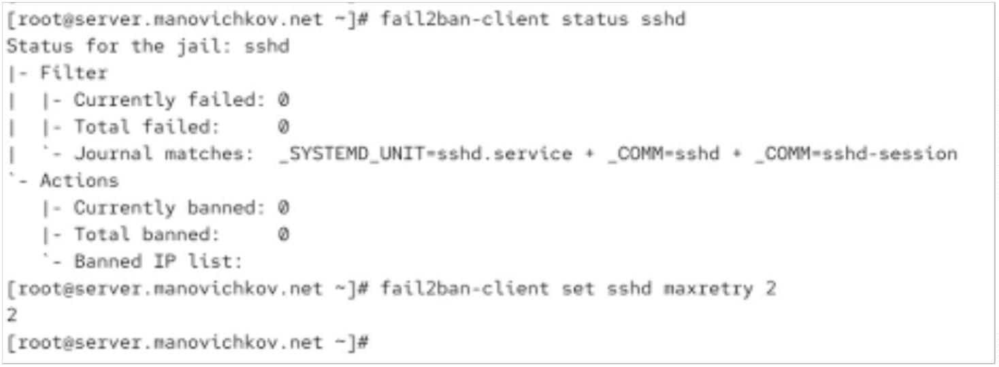 [root@server.manovichkov.net ~]# fail2ban-client status sshd
Status for the jail: sshd
|- Filter
|  |- Currently failed: 0
|  |- Total failed:     0
|  `- Journal matches:  _SYSTEMD_UNIT=sshd.service + _COMM=sshd + _COMM=sshd-session
`- Actions
   |- Currently banned: 0
   |- Total banned:     0
   `- Banned IP list:
[root@server.manovichkov.net ~]# fail2ban-client set sshd maxretry 2
2
[root@server.manovichkov.net ~]#